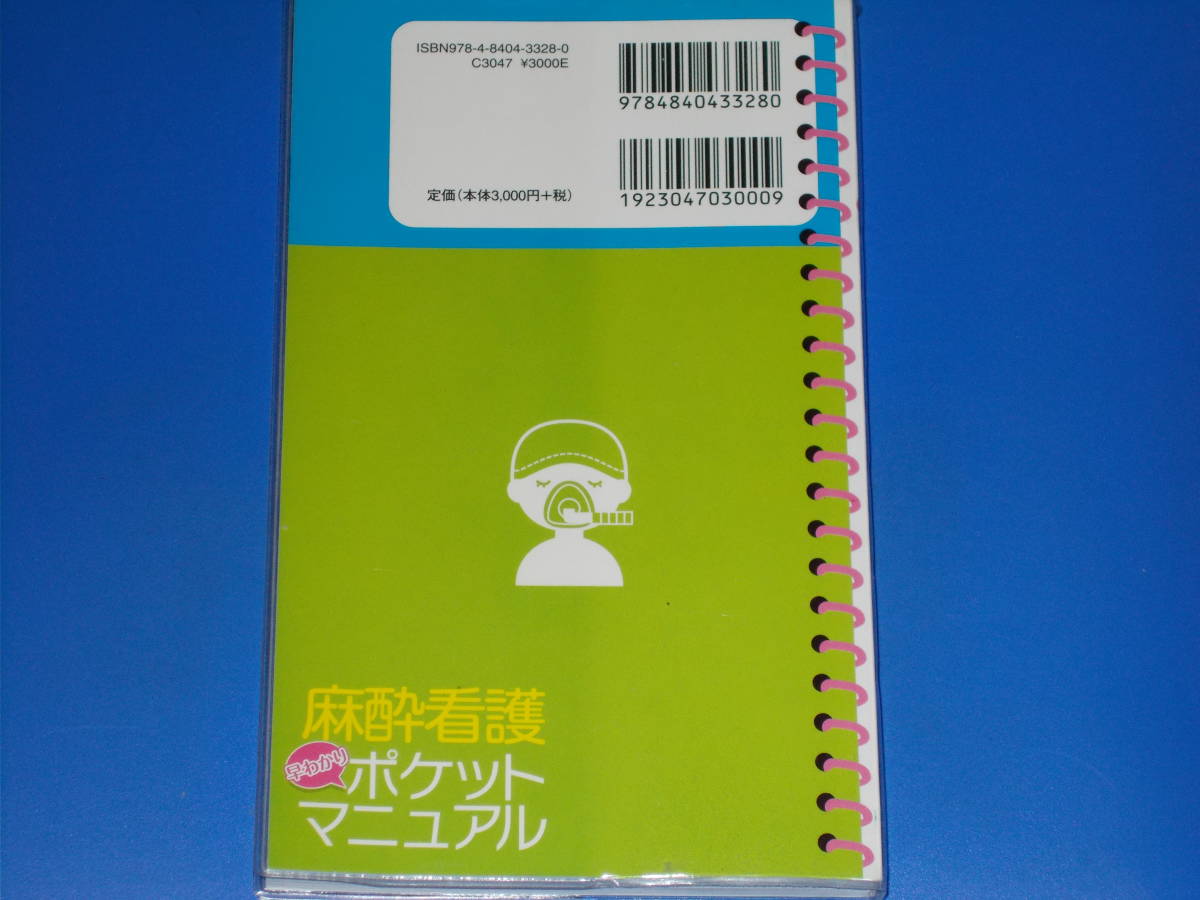 ISBN978-4-8404-3328-0
C3047 ¥3000E
9784840433280
定価(本体3,000円+税)
1923047030009
麻酔看護
早わかり
ポケット
マニュアル